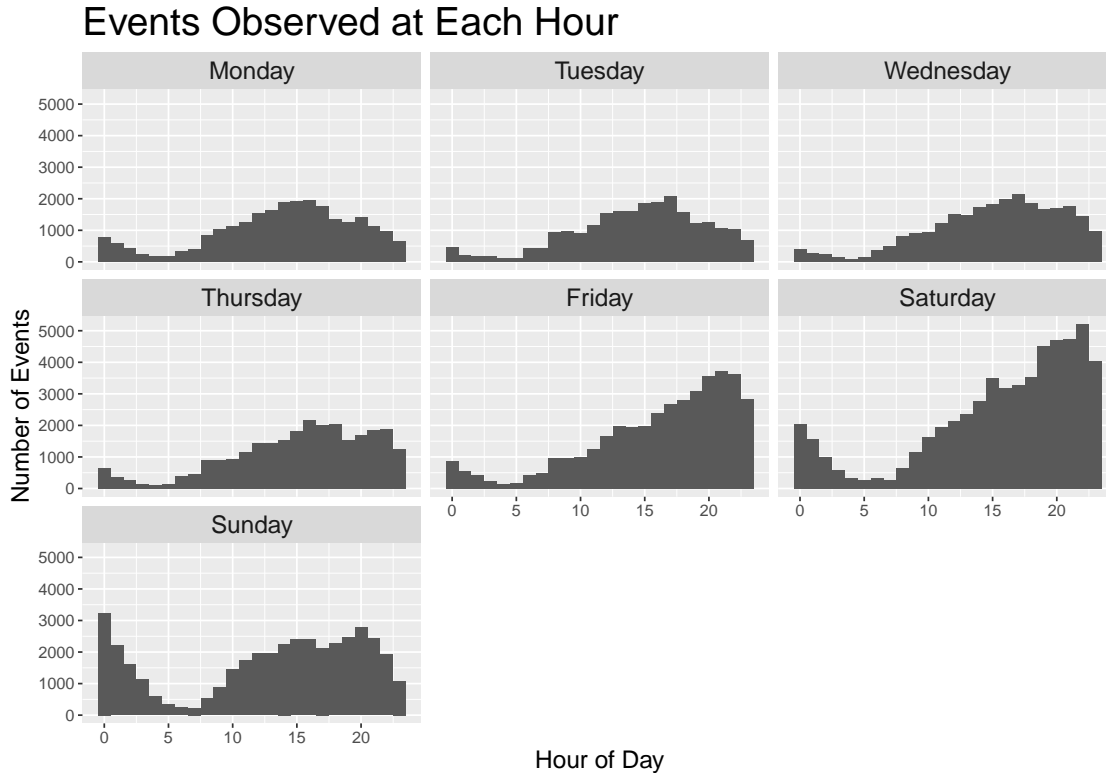 Events Observed at Each Hour
Monday Tuesday Wednesday
5000
4000
3000
2000
1000
0
Thursday Friday Saturday
5000
4000
3000
2000
1000
0
0 5 10 15 20 0 5 10 15 20
Sunday
5000
4000
3000
2000
1000
0
0 5 10 15 20
Number of Events
Hour of Day